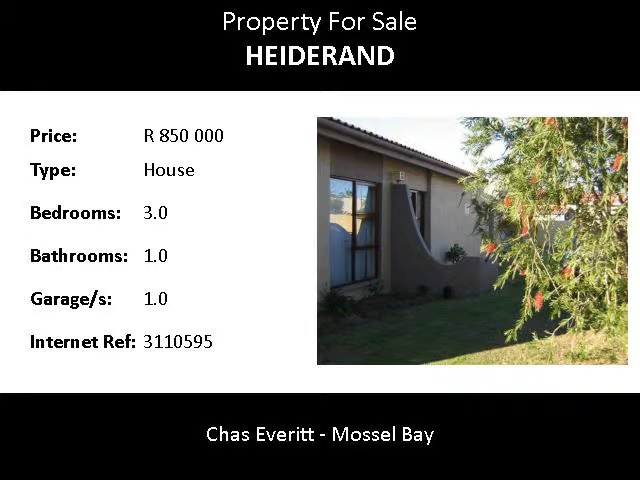 Property For Sale
HEIDERAND
Price: R 850 000
Type: House
Bedrooms: 3.0
Bathrooms: 1.0
Garage/s: 1.0
Internet Ref: 3110595
Chas Everitt - Mossel Bay